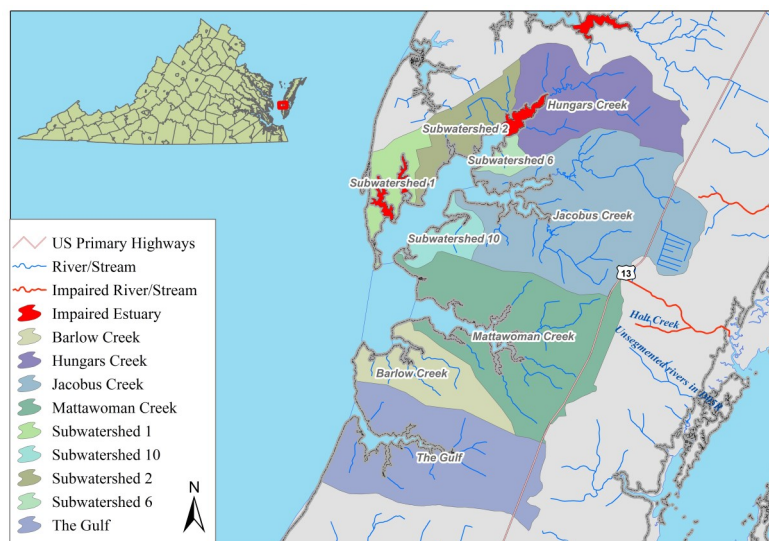 Hungars Creek
Subwatershed 2
Subwatershed 6
Subwatershed 1
Jacobus Creek
Subwatershed 10
13
Holt Creek
Mattawoman Creek
Unsegmented rivers in
Barlow Creek
The Gulf
US Primary Highways
River/Stream
Impaired River/Stream
Impaired Estuary
Barlow Creek
Hungars Creek
Jacobus Creek
Mattawoman Creek
Subwatershed 1
Subwatershed 10
Subwatershed 2
Subwatershed 6
The Gulf
N